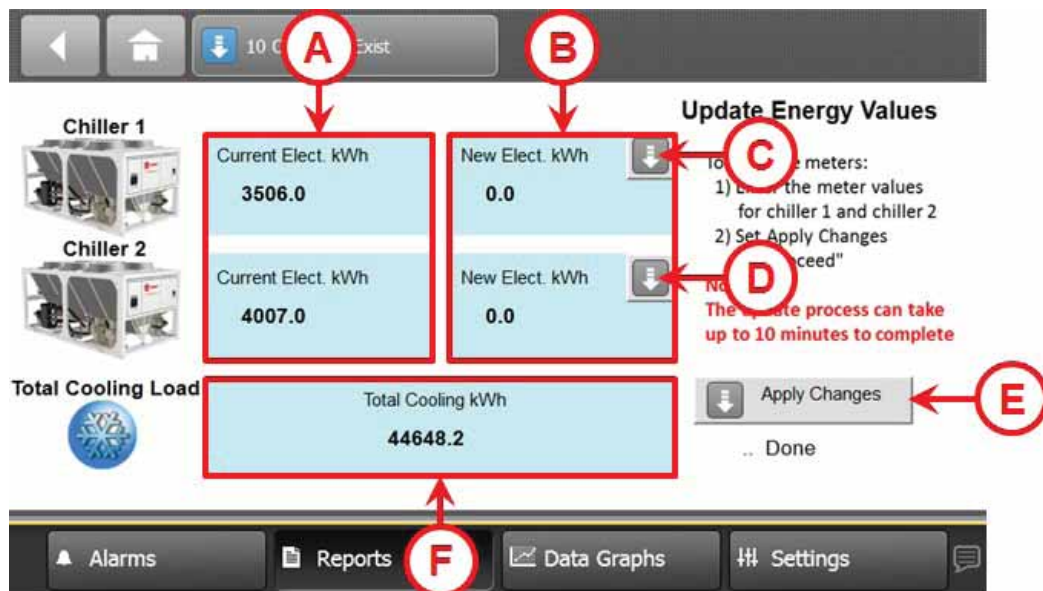 10
Exist
A
B
Chiller 1
Current Elect. kWh
3506.0
New Elect. kWh
0.0
C
Chiller 2
Current Elect. kWh
4007.0
New Elect. kWh
0.0
D
Update Energy Values
meters:
1) the meter values
for chiller 1 and chiller 2
2) Set Apply Changes
The process can take
up to 10 minutes to complete
Total Cooling Load
Total Cooling kWh
44648.2
Apply Changes
E
.. Done
F
Alarms
Reports
Data Graphs
Settings